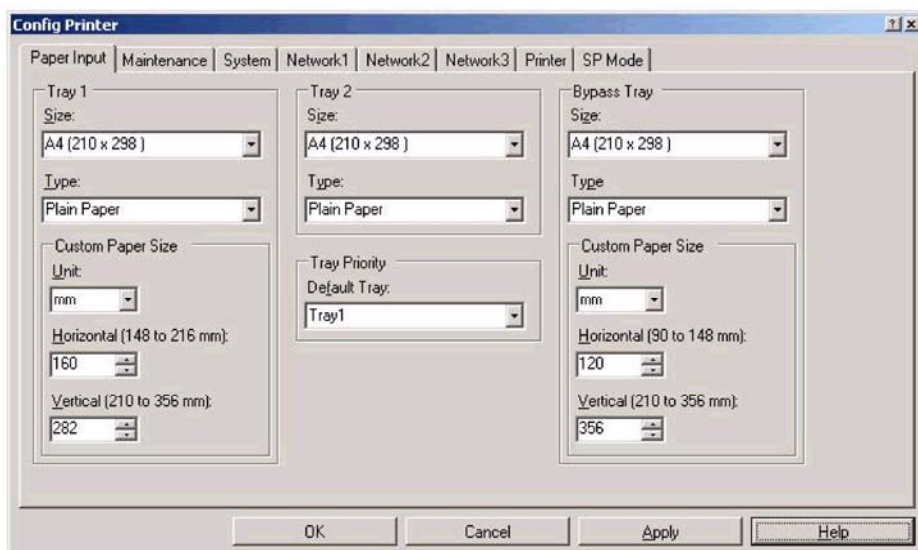 Config Printer
Paper Input Maintenance System Network1 Network2 Network3 Printer SP Mode
Tray 1
Size:
A4 (210 x 298 )
Type:
Plain Paper
Custom Paper Size
Unit:
mm
Horizontal (148 to 216 mm):
160
Vertical (210 to 356 mm):
282
Tray 2
Size:
A4 (210 x 298 )
Type:
Plain Paper
Tray Priority
Default Tray:
Tray1
Bypass Tray
Size:
A4 (210 x 298 )
Type
Plain Paper
Custom Paper Size
Unit:
mm
Horizontal (90 to 148 mm):
120
Vertical (210 to 356 mm):
356
OK Cancel Apply Help